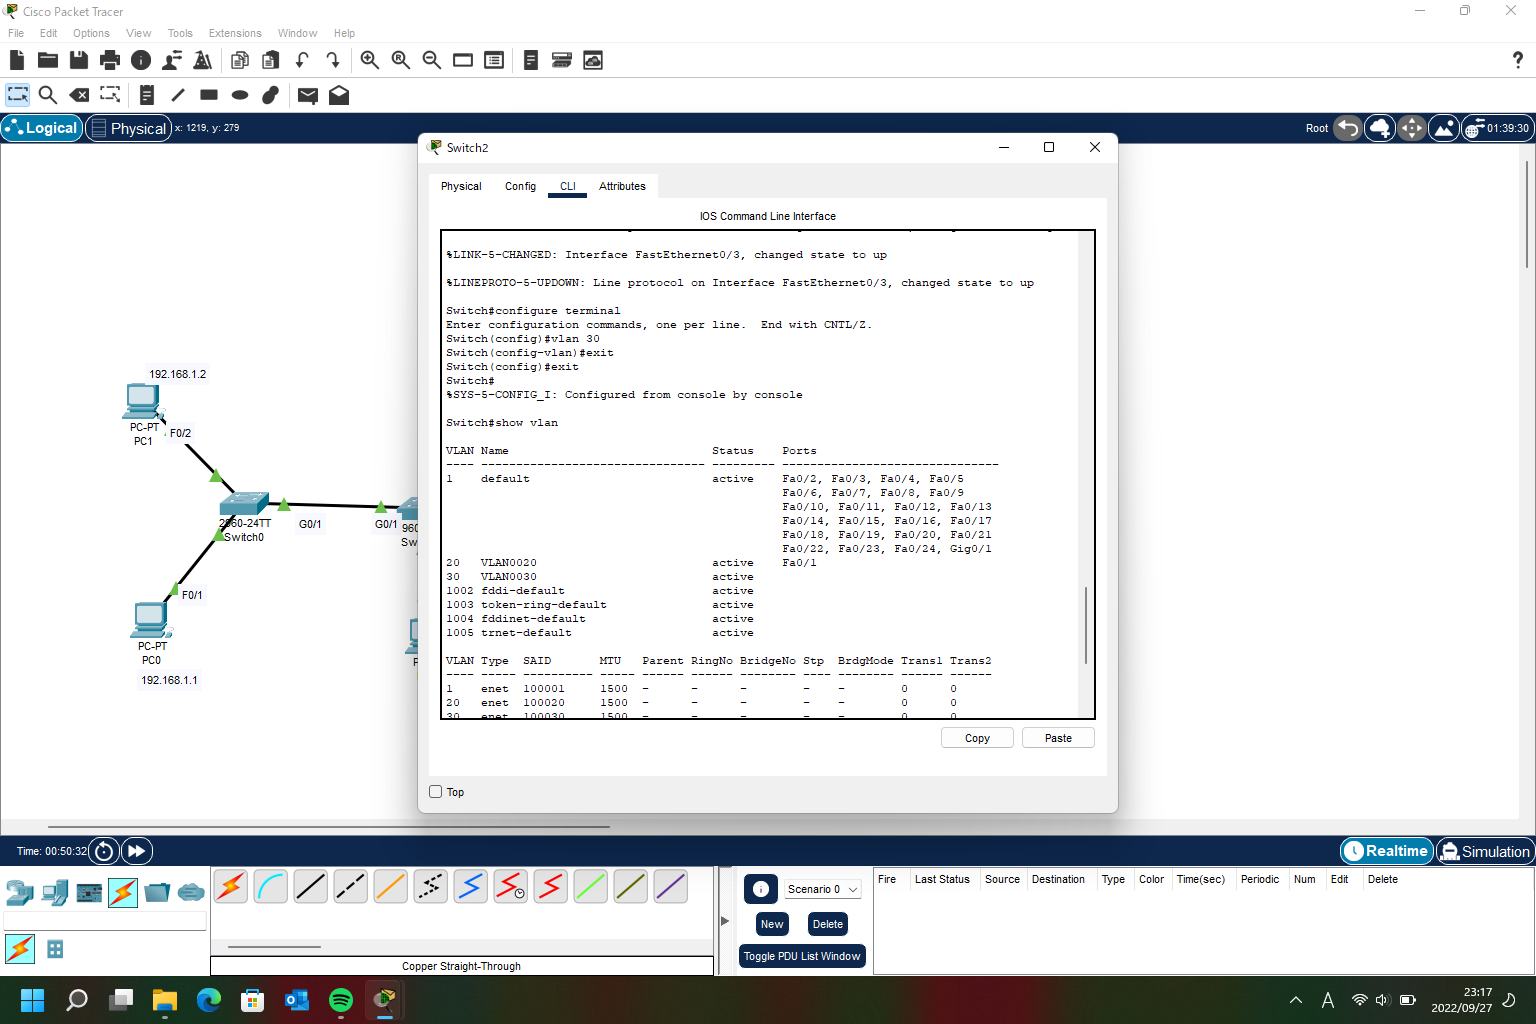 Cisco Packet Tracer
File Edit Options View Tools Extensions Window Help
Logical Physical x: 1219, y: 279
Root 01:39:30
Switch2
Physical Config CLI Attributes
IOS Command Line Interface
%LINK-5-CHANGED: Interface FastEthernet0/3, changed state to up
%LINEPROTO-5-UPDOWN: Line protocol on Interface FastEthernet0/3, changed state to up
Switch#configure terminal
Enter configuration commands, one per line.  End with CNTL/Z.
Switch(config)#vlan 30
Switch(config-vlan)#exit
Switch(config)#exit
Switch#
%SYS-5-CONFIG_I: Configured from console by console
Switch#show vlan
VLAN Name Status Ports
---- -------------------------------- --------- -------------------------------
1 default active Fa0/2, Fa0/3, Fa0/4, Fa0/5
Fa0/6, Fa0/7, Fa0/8, Fa0/9
Fa0/10, Fa0/11, Fa0/12, Fa0/13
Fa0/14, Fa0/15, Fa0/16, Fa0/17
Fa0/18, Fa0/19, Fa0/20, Fa0/21
Fa0/22, Fa0/23, Fa0/24, Gig0/1
20 VLAN0020 active Fa0/1
30 VLAN0030 active
1002 fddi-default active
1003 token-ring-default active
1004 fddinet-default active
1005 trnet-default active
VLAN Type SAID MTU Parent RingNo BridgeNo Stp BrdgMode Trans1 Trans2
---- ----- ---------- ----- ------ ------ -------- ---- -------- ------ ------
1 enet 100001 1500 - - - - - 0 0
20 enet 100020 1500 - - - - - 0 0
30 enet 100030 1500 - - - - - 0 0
Copy Paste
Top
192.168.1.2
PC-PT
PC1
F0/2
2960-24TT
Switch0
G0/1
G0/1
960
Sw
F0/1
PC-PT
PC0
192.168.1.1
P
Time: 00:50:32
Realtime Simulation
Scenario 0
New Delete
Toggle PDU List Window
Fire Last Status Source Destination Type Color Time(sec) Periodic Num Edit Delete
Copper Straight-Through
A
23:17
2022/09/27